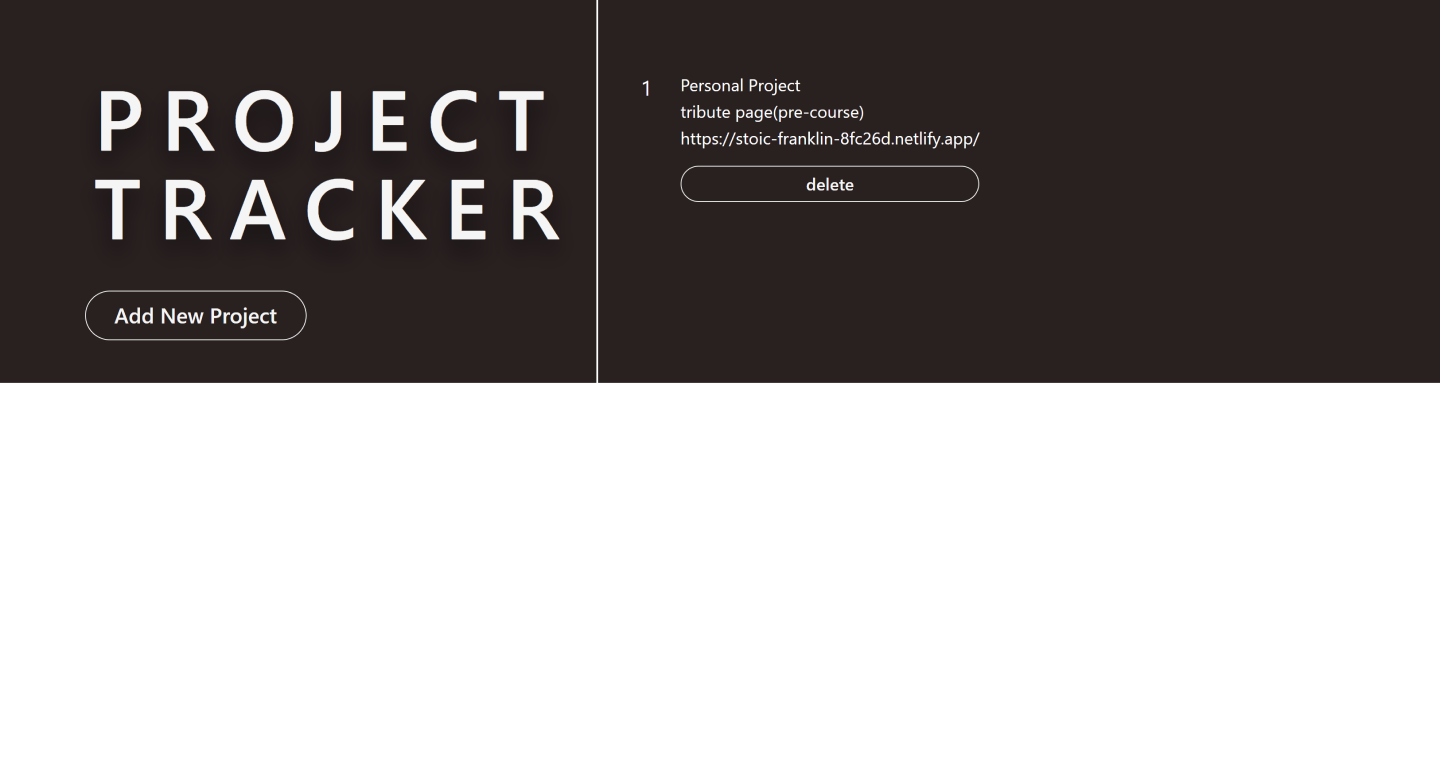 PROJECT
TRACKER
Add New Project
1
Personal Project
tribute page(pre-course)
https://stoic-franklin-8fc26d.netlify.app/
delete